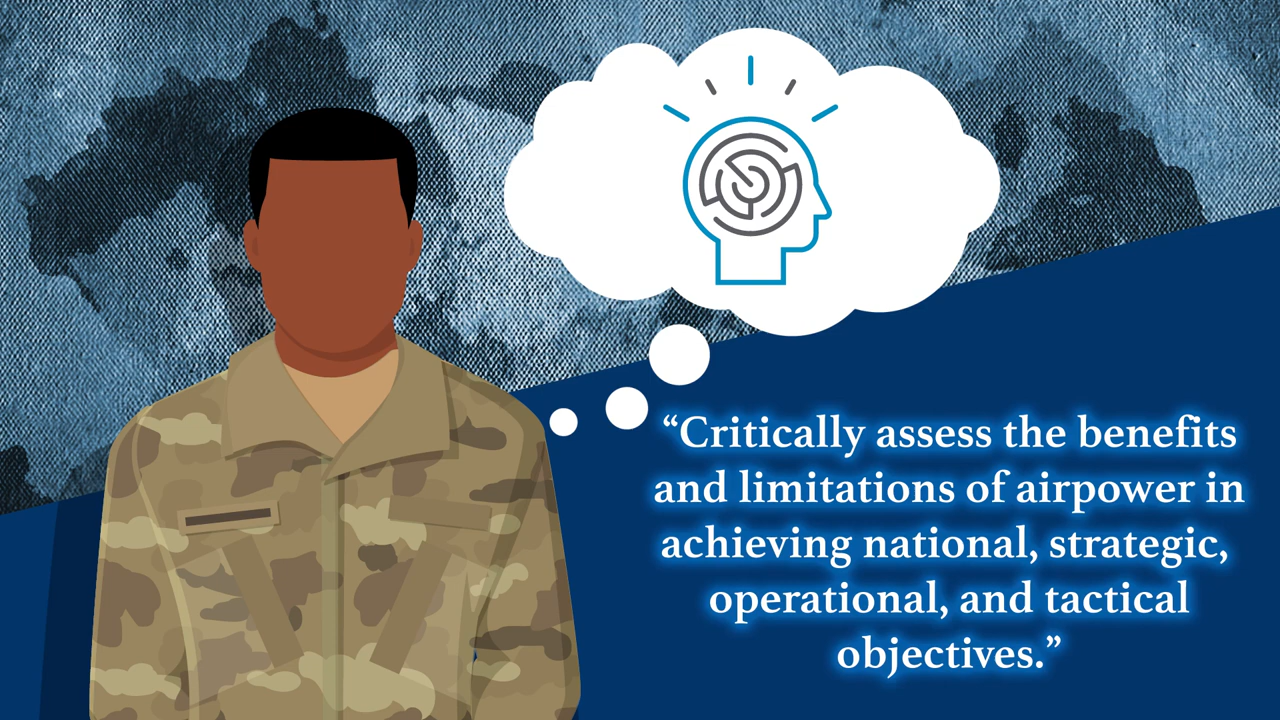 “Critically assess the benefits
and limitations of airpower in
achieving national, strategic,
operational, and tactical
objectives.”